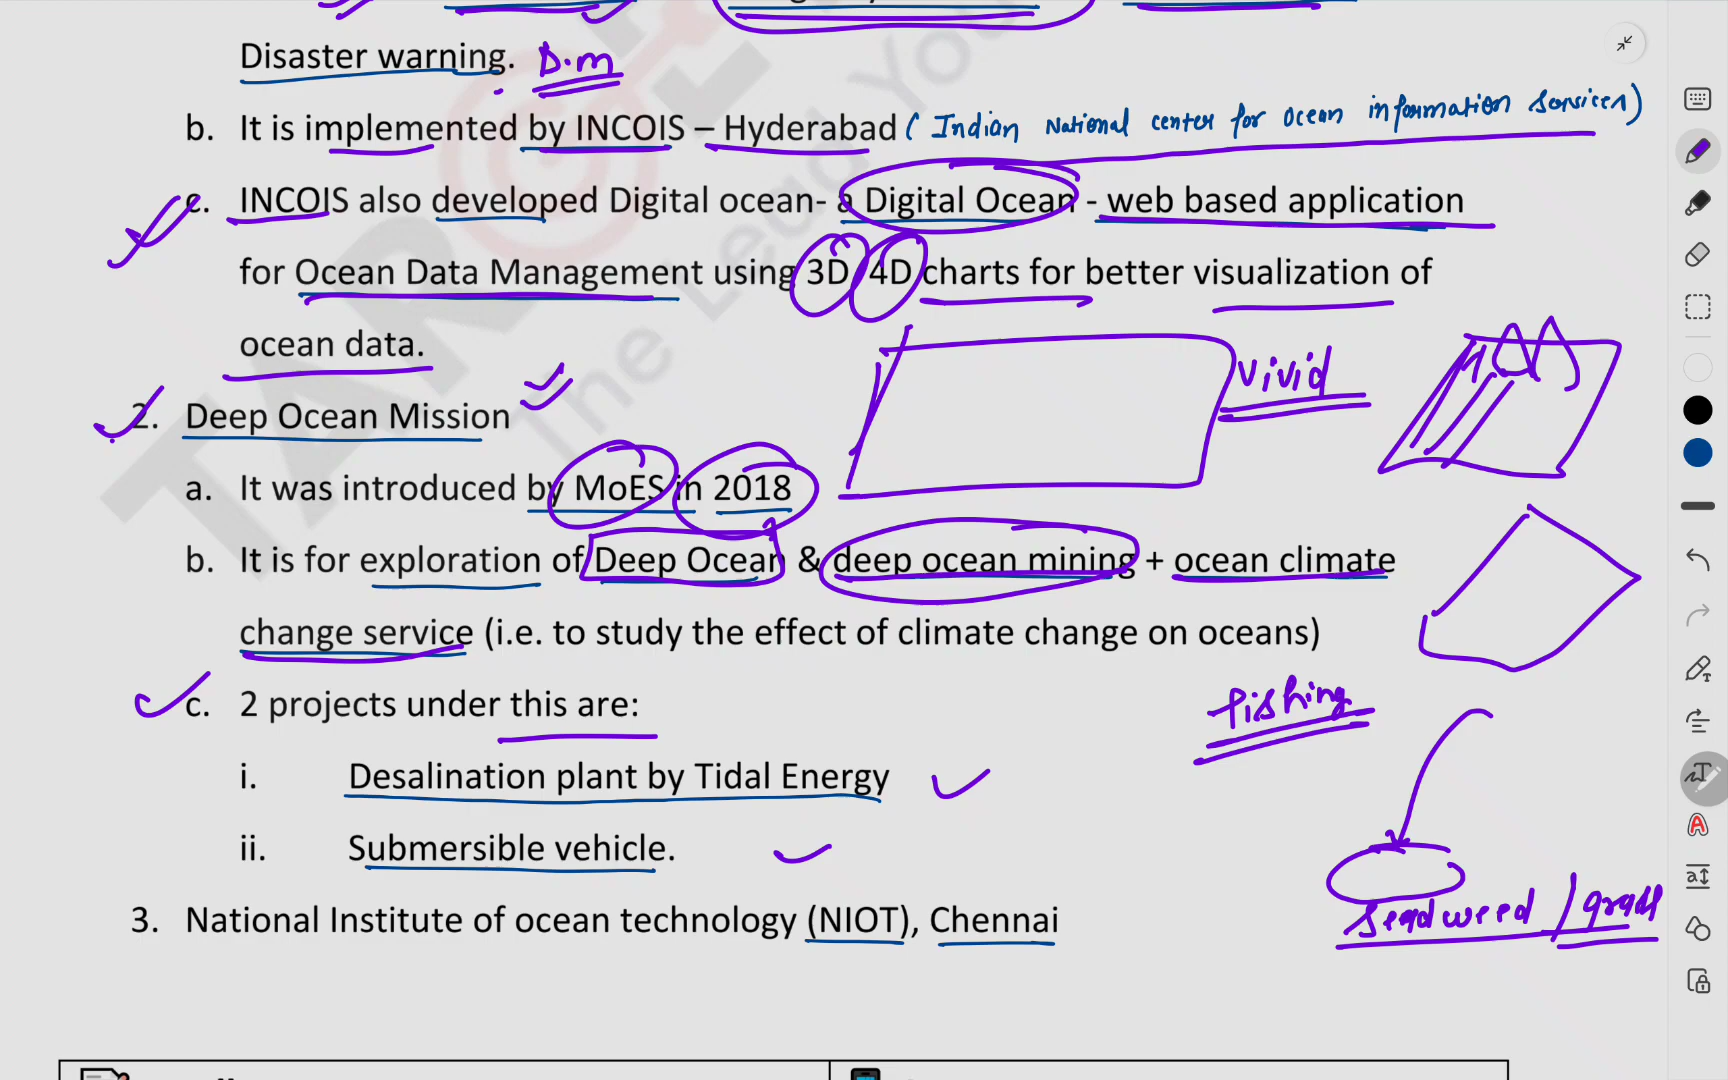 Disaster warning. D.m
b. It is implemented by INCOIS – Hyderabad ( Indian National center for ocean information services)
c. INCOIS also developed Digital ocean- a Digital Ocean - web based application
for Ocean Data Management using 3D 4D charts for better visualization of
ocean data.
vivid
2. Deep Ocean Mission
a. It was introduced by MoES in 2018
b. It is for exploration of Deep Ocean & deep ocean mining + ocean climate
change service (i.e. to study the effect of climate change on oceans)
c. 2 projects under this are:
fishing
i. Desalination plant by Tidal Energy
ii. Submersible vehicle.
seadweed / grass
3. National Institute of ocean technology (NIOT), Chennai